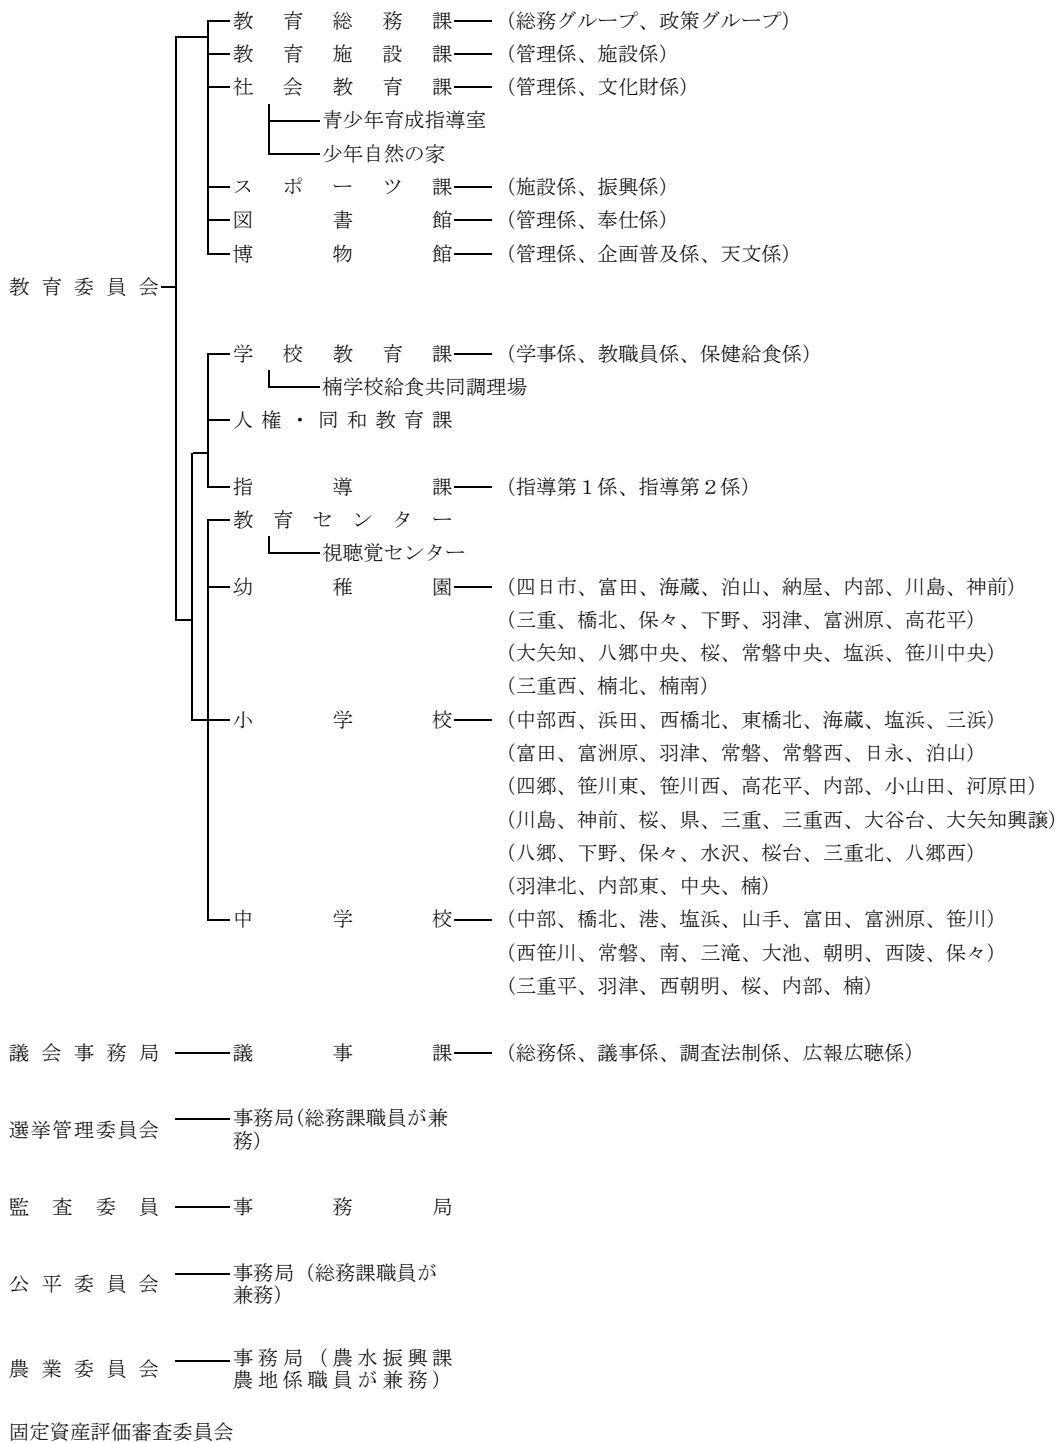 教育総務課 (総務グループ、政策グループ)
教育施設課 (管理係、施設係)
社会教育課 (管理係、文化財係)
青少年育成指導室
少年自然の家
スポーツ課 (施設係、振興係)
図書館 (管理係、奉仕係)
博物館 (管理係、企画普及係、天文係)
教育委員会
学校教育課 (学事係、教職員係、保健給食係)
楠学校給食共同調理場
人権・同和教育課
指導課 (指導第1係、指導第2係)
教育センター
視聴覚センター
幼稚園 (四日市、富田、海蔵、泊山、納屋、内部、川島、神前)
(三重、橋北、保々、下野、羽津、富洲原、高花平)
(大矢知、八郷中央、桜、常磐中央、塩浜、笹川中央)
(三重西、楠北、楠南)
小学校 (中部西、浜田、西橋北、東橋北、海蔵、塩浜、三浜)
(富田、富洲原、羽津、常磐、常磐西、日永、泊山)
(四郷、笹川東、笹川西、高花平、内部、小山田、河原田)
(川島、神前、桜、県、三重、三重西、大谷台、大矢知興譲)
(八郷、下野、保々、水沢、桜台、三重北、八郷西)
(羽津北、内部東、中央、楠)
中学校 (中部、橋北、港、塩浜、山手、富田、富洲原、笹川)
(西笹川、常磐、南、三滝、大池、朝明、西陵、保々)
(三重平、羽津、西朝明、桜、内部、楠)
議会事務局 議事課 (総務係、議事係、調査法制係、広報広聴係)
選挙管理委員会 事務局(総務課職員が兼
務)
監査委員 事務局
公平委員会 事務局(総務課職員が
兼務)
農業委員会 事務局(農水振興課
農地係職員が兼務)
固定資産評価審査委員会